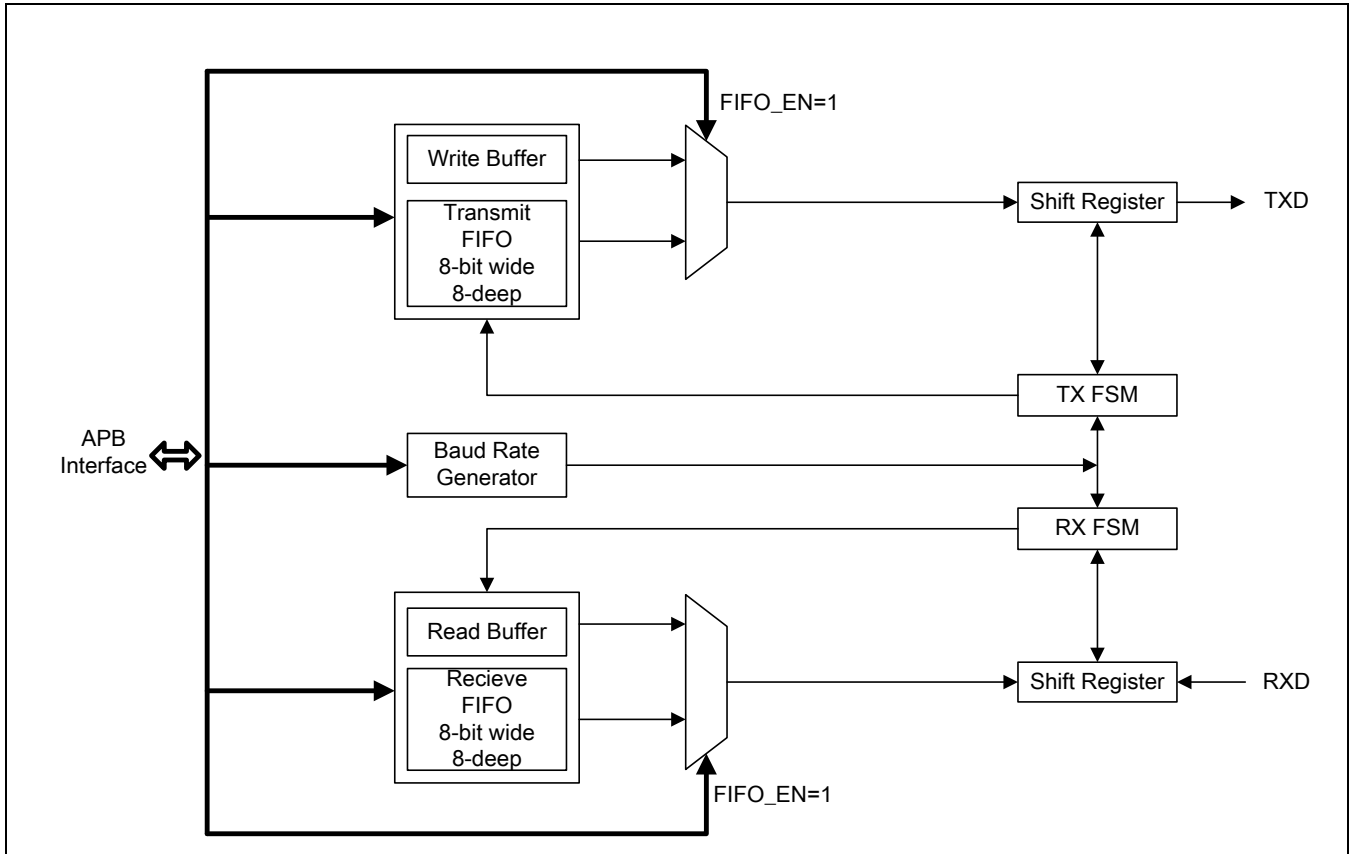 FIFO_EN=1
Write Buffer
Transmit
FIFO
8-bit wide
8-deep
Shift Register
TXD
TX FSM
APB
Interface
Baud Rate
Generator
RX FSM
Read Buffer
Recieve
FIFO
8-bit wide
8-deep
Shift Register
RXD
FIFO_EN=1